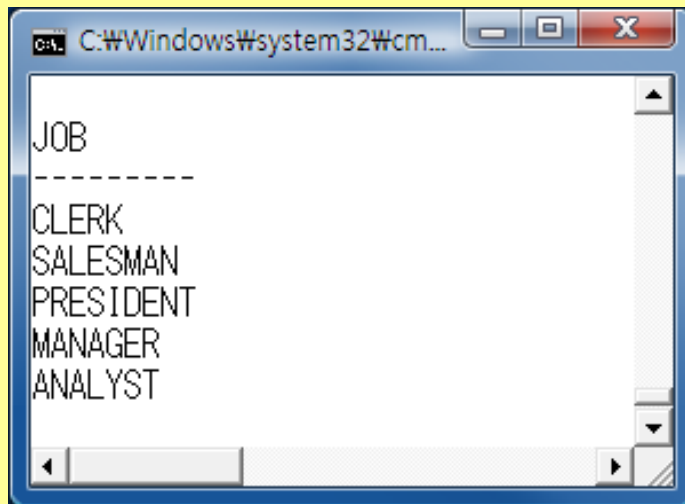 C:₩Windows₩system32₩cm...
JOB
---------
CLERK
SALESMAN
PRESIDENT
MANAGER
ANALYST